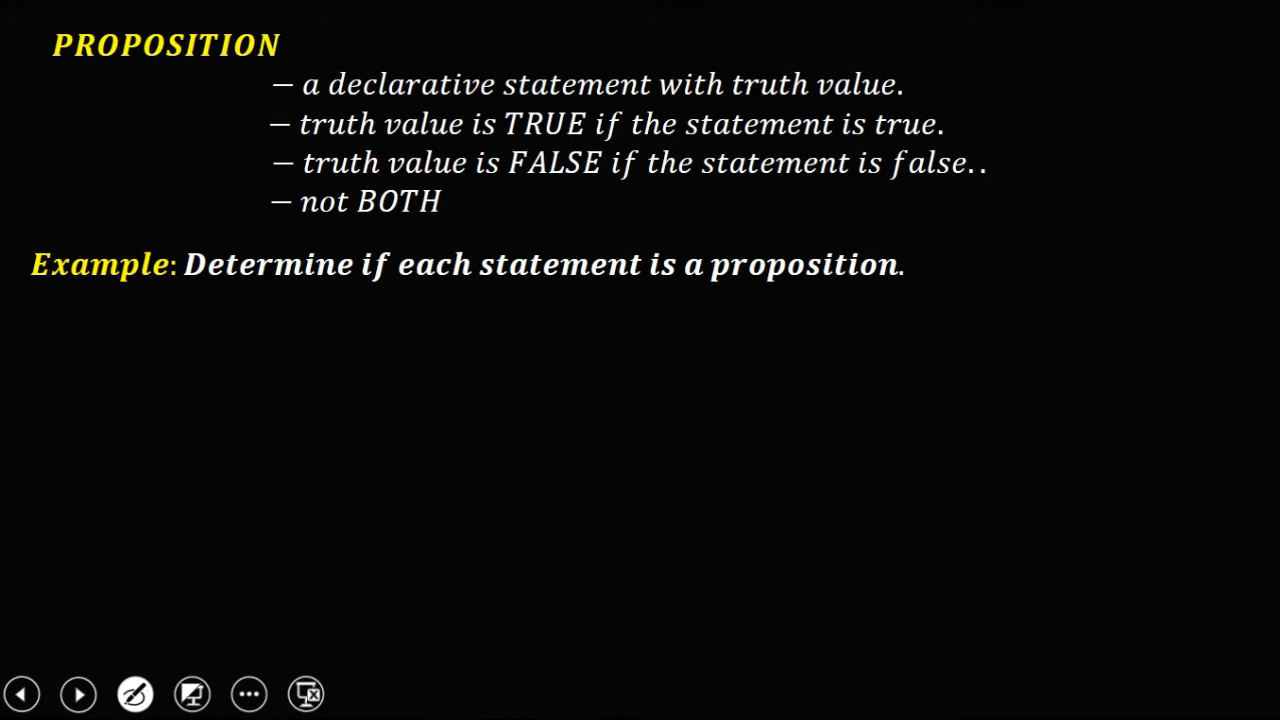 PROPOSITION
− a declarative statement with truth value.
− truth value is TRUE if the statement is true.
− truth value is FALSE if the statement is false..
− not BOTH
Example: Determine if each statement is a proposition.